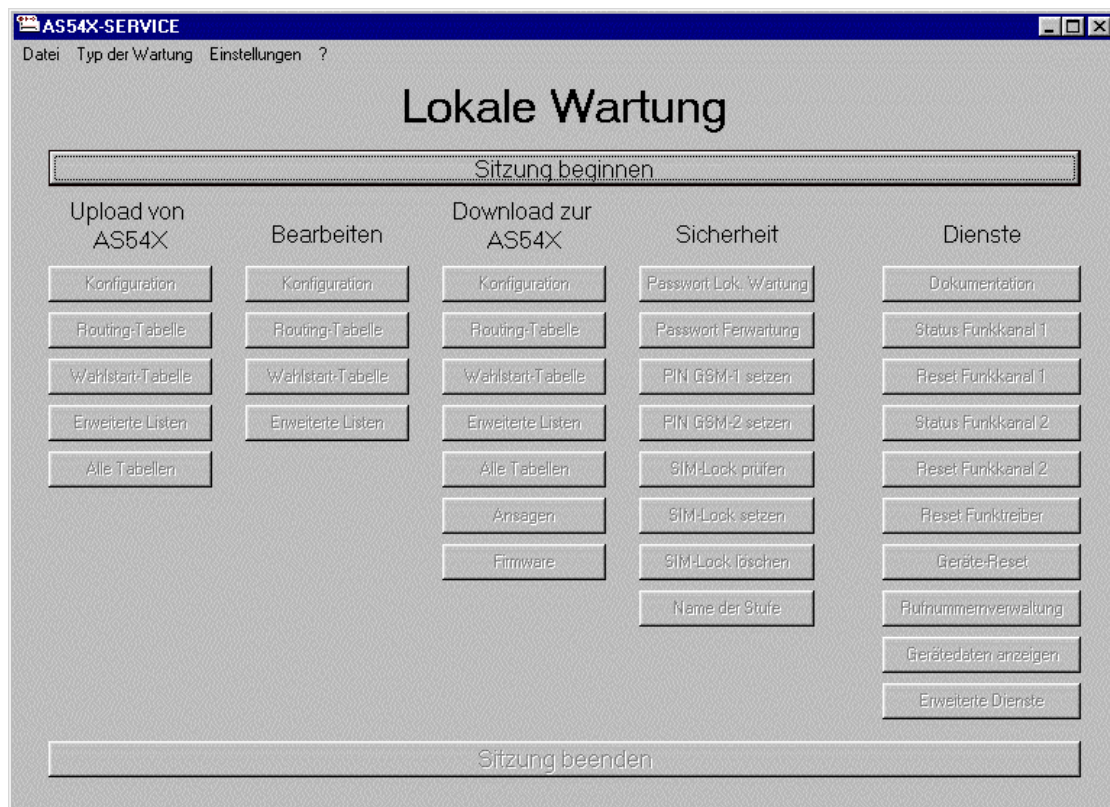 AS54X-SERVICE
Datei Typ der Wartung Einstellungen ?
Lokale Wartung
Sitzung beginnen
Upload von
AS54X
Konfiguration
Routing-Tabelle
Wahlstart-Tabelle
Erweiterte Listen
Alle Tabellen
Bearbeiten
Konfiguration
Routing-Tabelle
Wahlstart-Tabelle
Erweiterte Listen
Download zur
AS54X
Konfiguration
Routing-Tabelle
Wahlstart-Tabelle
Erweiterte Listen
Alle Tabellen
Ansagen
Firmware
Sicherheit
Passwort Lok. Wartung
Passwort Ferwartung
PIN GSM-1 setzen
PIN GSM-2 setzen
SIM-Lock prüfen
SIM-Lock setzen
SIM-Lock löschen
Name der Stufe
Dienste
Dokumentation
Status Funkkanal 1
Reset Funkkanal 1
Status Funkkanal 2
Reset Funkkanal 2
Reset Funktreiber
Geräte-Reset
Rufnummernverwaltung
Gerätedaten anzeigen
Erweiterte Dienste
Sitzung beenden